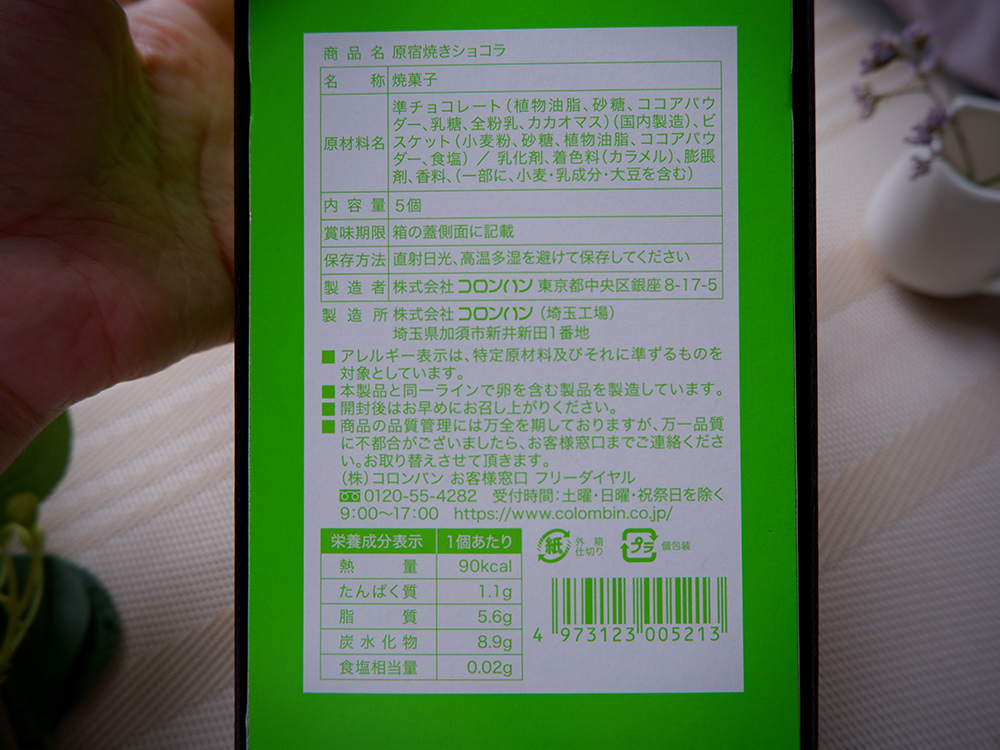 商品名 原宿焼きショコラ
名称 焼菓子
原材料名 準チョコレート(植物油脂、砂糖、ココアパウ
ダー、乳糖、全粉乳、カカオマス)(国内製造)、ビ
スケット(小麦粉、砂糖、植物油脂、ココアパウ
ダー、食塩)/乳化剤、着色料(カラメル)、膨脹
剤、香料、(一部に、小麦・乳成分・大豆を含む)
内容量 5個
賞味期限 箱の蓋側面に記載
保存方法 直射日光、高温多湿を避けて保存してください
製造者 株式会社 コロンバン 東京都中央区銀座8-17-5
製造所 株式会社 コロンバン (埼玉工場)
埼玉県加須市新井新田1番地
■ アレルギー表示は、特定原材料及びそれに準ずるものを
対象としています。
■ 本製品と同一ラインで卵を含む製品を製造しています。
■ 開封後はお早めにお召し上がりください。
■ 商品の品質管理には万全を期しておりますが、万一品質
に不都合がございましたら、お客様窓口までご連絡くださ
い。お取り替えさせて頂きます。
(株)コロンバン お客様窓口 フリーダイヤル
0120-55-4282 受付時間:土曜・日曜・祝祭日を除く
9:00〜17:00 https://www.colombin.co.jp/
栄養成分表示 1個あたり
熱量 90kcal
たんぱく質 1.1g
脂質 5.6g
炭水化物 8.9g
食塩相当量 0.02g
紙 外箱
仕切り
プラ 個包装
4 973123 005213